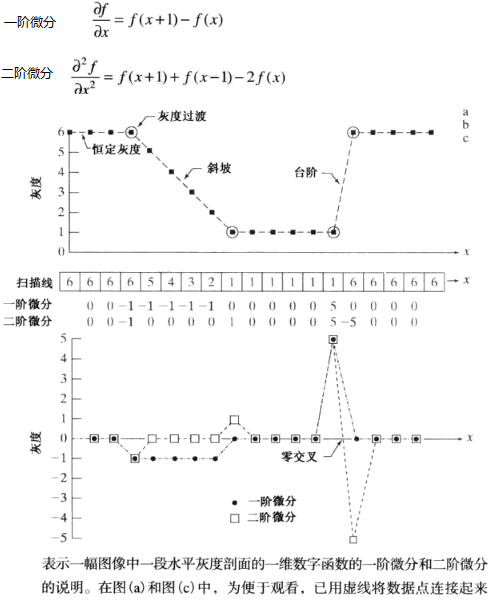 一阶微分 ∂f/∂x = f(x+1) − f(x)
二阶微分 ∂²f/∂x² = f(x+1) + f(x−1) − 2f(x)
a
b
c
灰度过渡
恒定灰度
斜坡
台阶
灰度
6
5
4
3
2
1
0
x
扫描线 6 6 6 6 5 4 3 2 1 1 1 1 1 1 6 6 6 6 6 x
一阶微分 0 0 −1 −1 −1 −1 −1 0 0 0 0 0 5 0 0 0 0
二阶微分 0 0 −1 0 0 0 0 1 0 0 0 0 5 −5 0 0 0
5
4
3
2
1
0
−1
−2
−3
−4
−5
灰度
x
零交叉
一阶微分
二阶微分
表示一幅图像中一段水平灰度剖面的一维数字函数的一阶微分和二阶微分
的说明。在图(a)和图(c)中，为便于观看，已用虚线将数据点连接起来